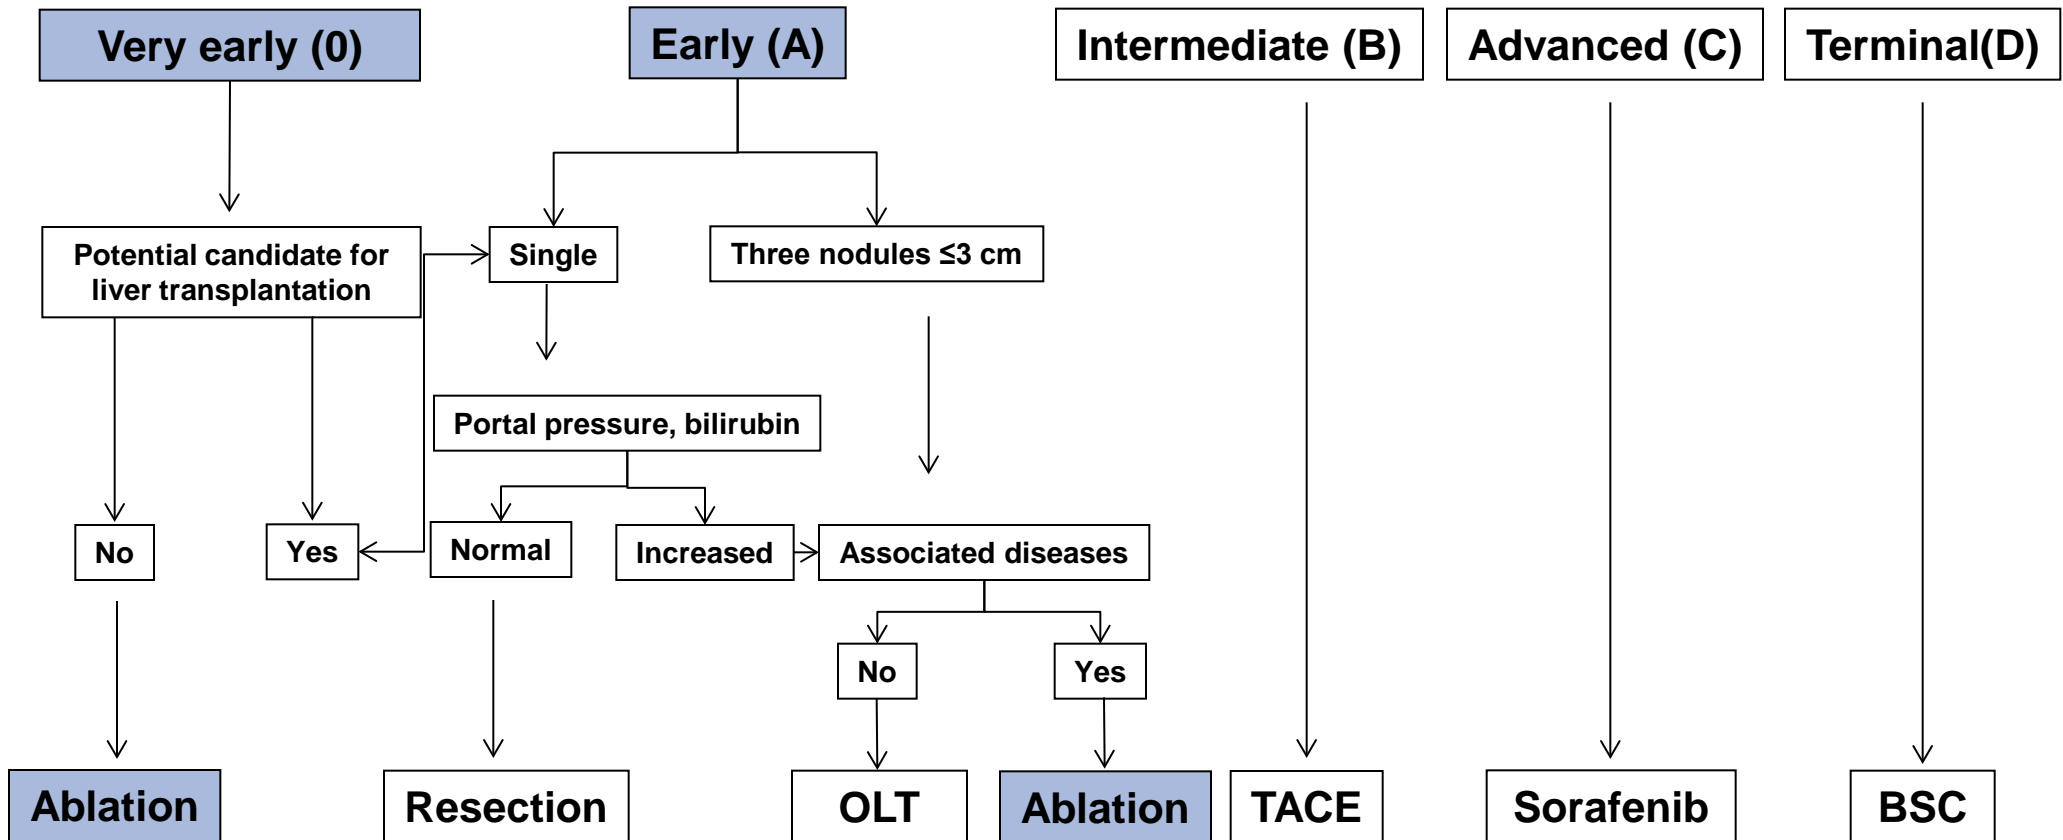 Very early (0)
Early (A)
Intermediate (B)
Advanced (C)
Terminal(D)
Potential candidate for
liver transplantation
Single
Three nodules ≤3 cm
Portal pressure, bilirubin
No
Yes
Normal
Increased
Associated diseases
No
Yes
Ablation
Resection
OLT
Ablation
TACE
Sorafenib
BSC